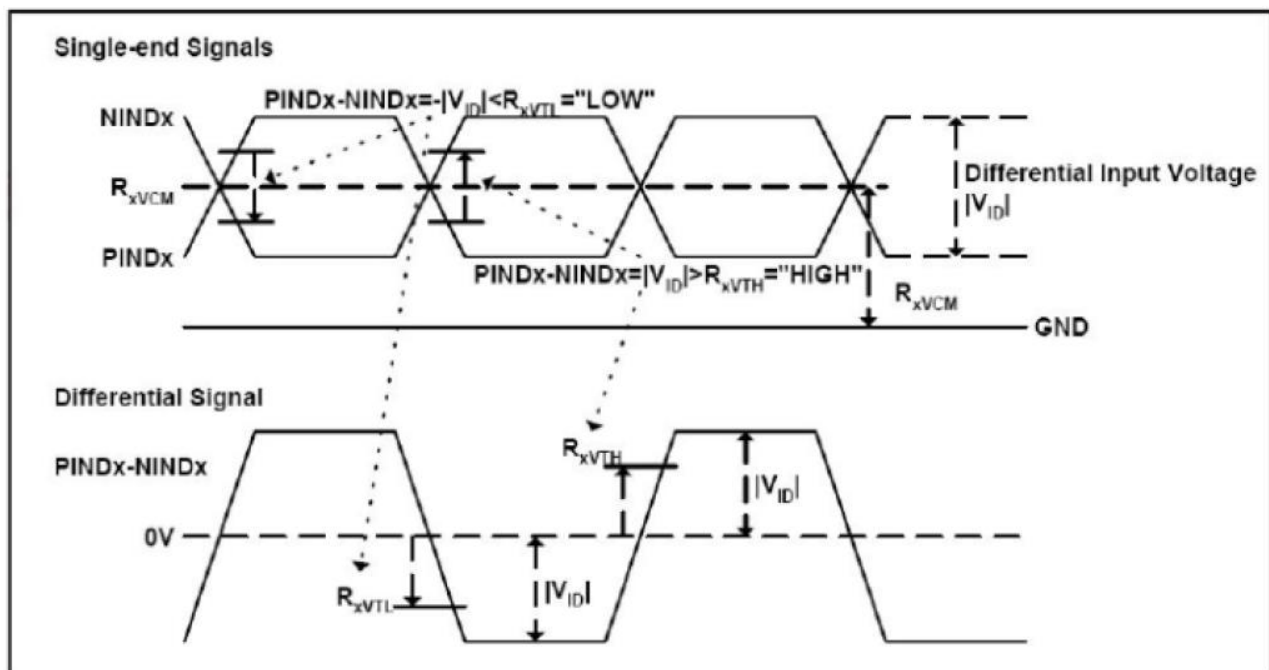 Single-end Signals
PINDx-NINDx=-|VID|<RxVTL="LOW"
NINDx
RxVCM
Differential Input Voltage
|VID|
PINDx
PINDx-NINDx=|VID|>RxVTH="HIGH"
RxVCM
GND
Differential Signal
RxVTH
PINDx-NINDx
|VID|
0V
RxVTL
|VID|